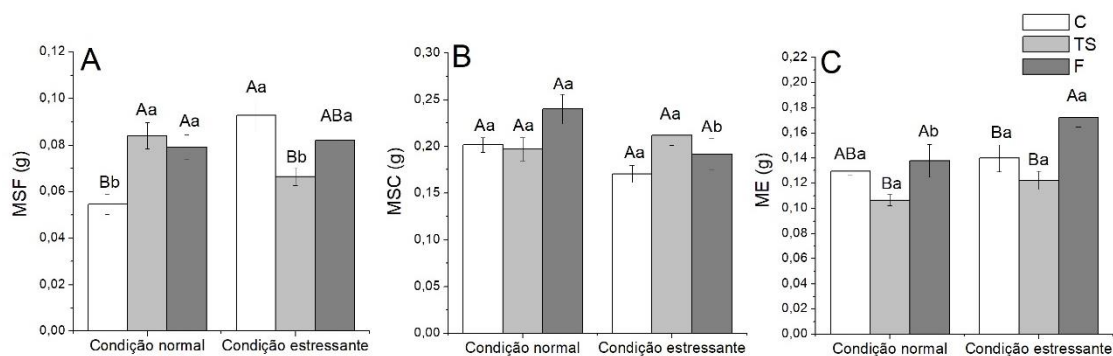 A
MSF (g)
0,12
0,10
0,08
0,06
0,04
0,02
0,00
Bb Aa Aa Aa Bb ABa
Condição normal Condição estressante
B
MSC (g)
0,30
0,25
0,20
0,15
0,10
0,05
0,00
Aa Aa Aa Aa Aa Ab
Condição normal Condição estressante
C
TS
F
C
ME (g)
0,22
0,20
0,18
0,16
0,14
0,12
0,10
0,08
0,06
0,04
0,02
0,00
ABa Ba Ab Ba Ba Aa
Condição normal Condição estressante